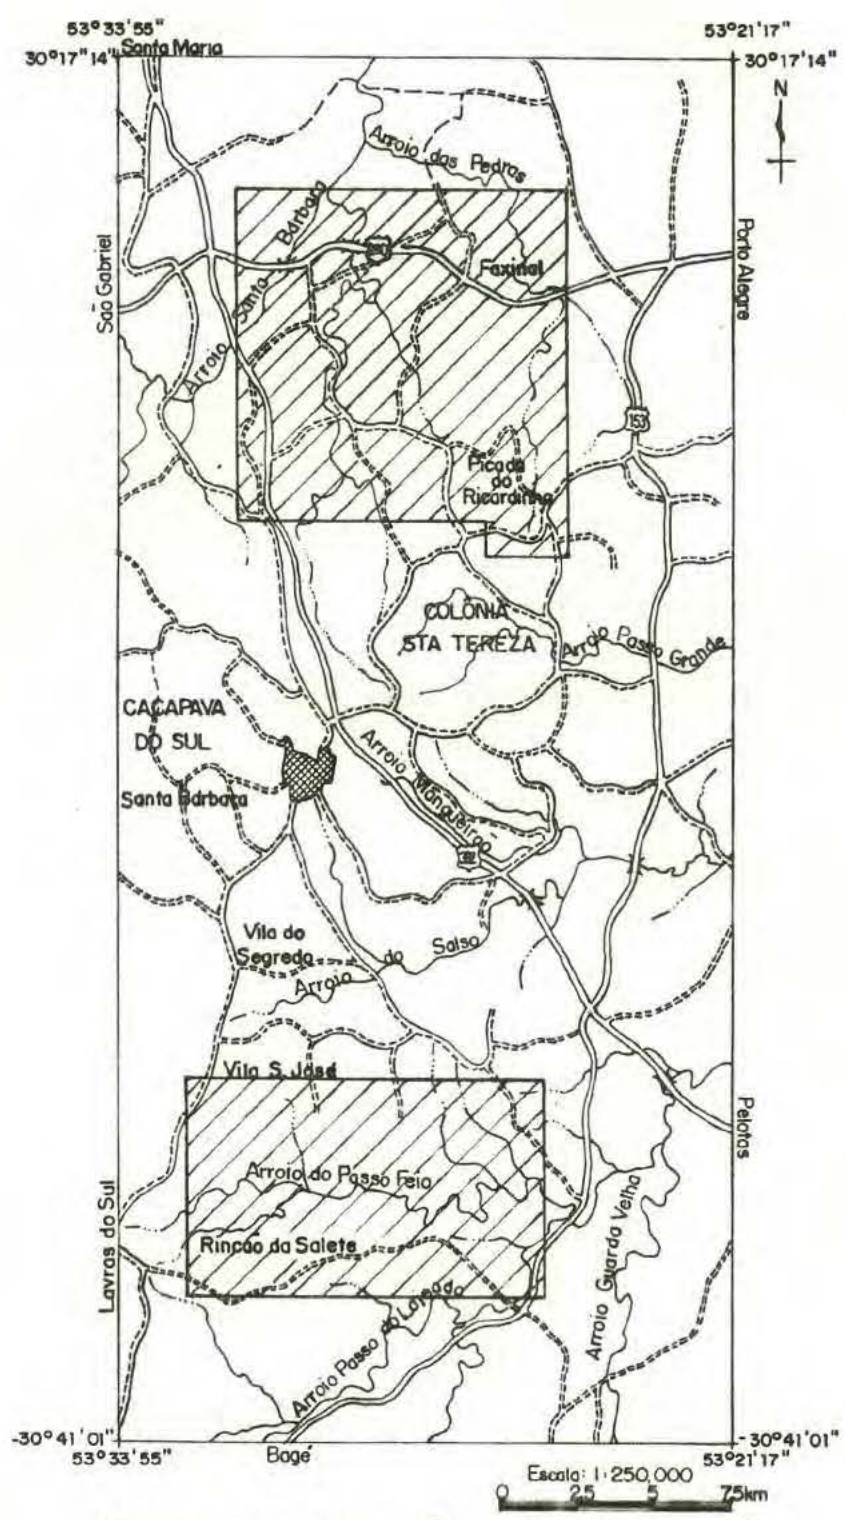 53°33'55"
53°21'17"
Santa Maria
30°17'14"
30°17'14"
N
Arroio das Pedras
Arroio Santa Bárbara
290
Faxinal
São Gabriel
Porto Alegre
153
Picada
do
Ricardinho
COLÔNIA
STA TEREZA
Arroio Passo Grande
CAÇAPAVA
DO SUL
Santa Bárbara
Arroio Mangueirão
Vila do
Segredo
Arroio do Salso
Vila S. José
Pelotas
Arroio do Passo Feio
Rincão da Salete
Lavras do Sul
Arroio Guarda Velha
Arroio Passo do Lajeado
-30°41'01"
-30°41'01"
53°33'55"
Bagé
53°21'17"
Escala: 1:250,000
0 2,5 5 7,5km